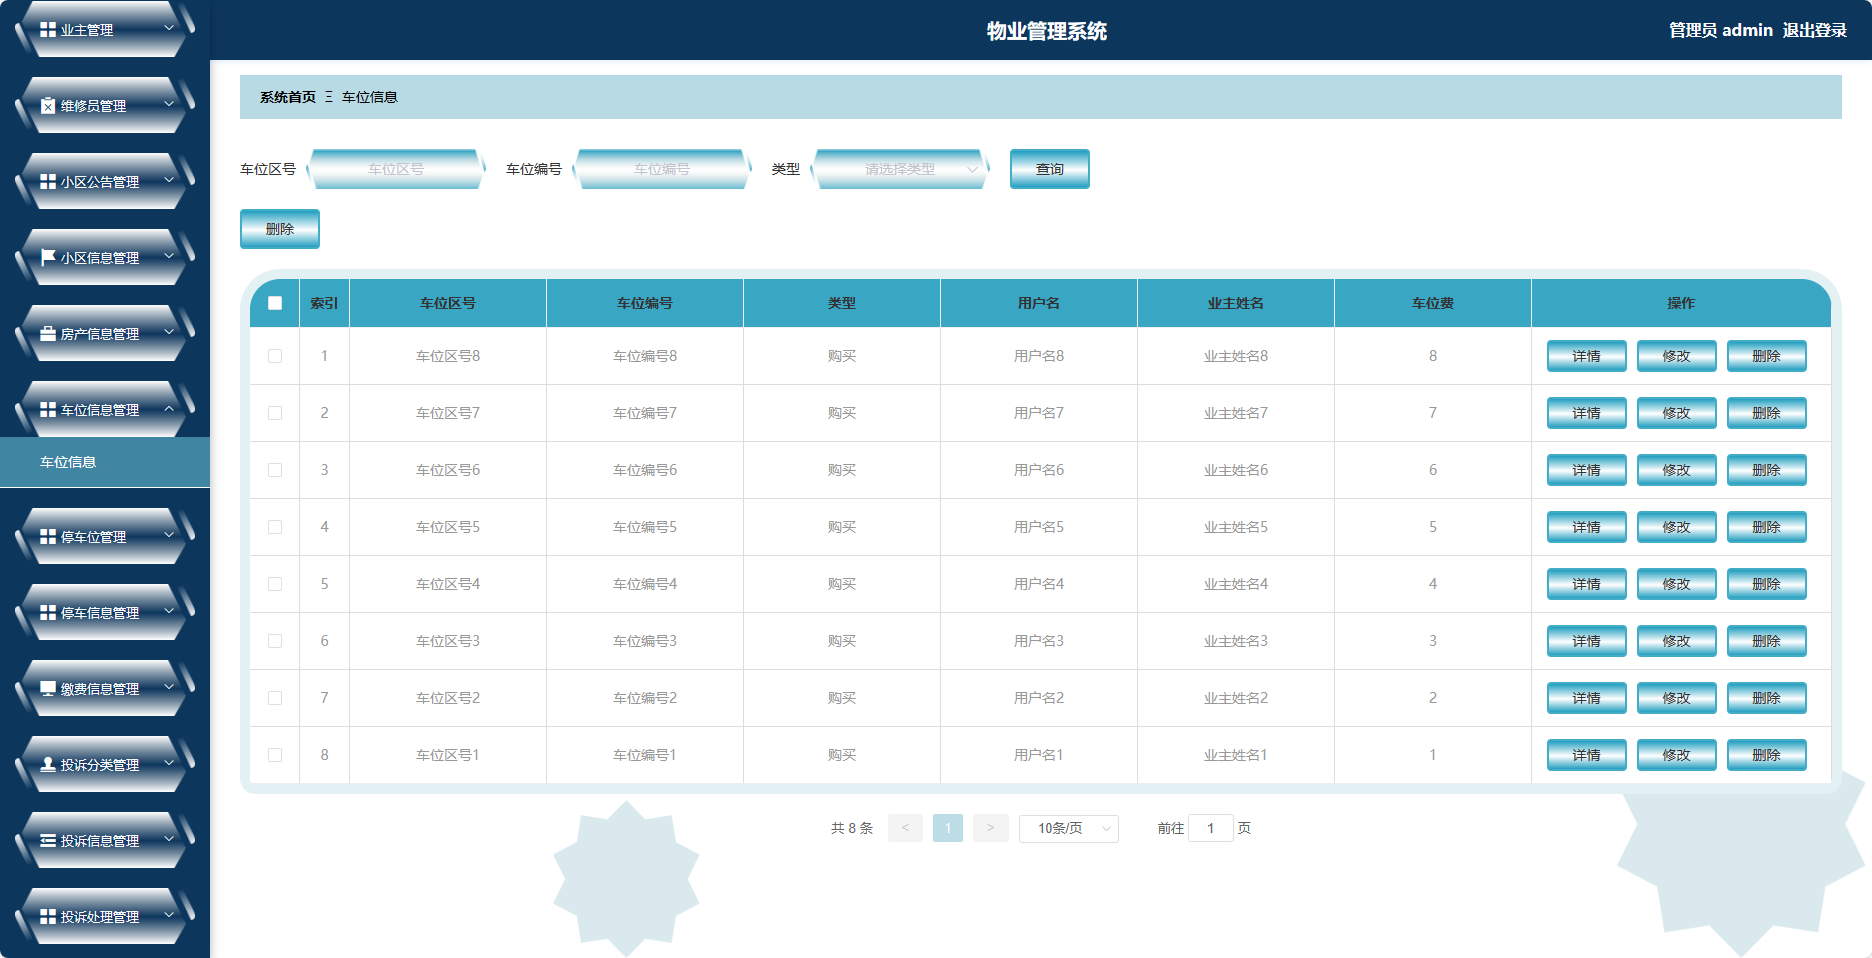 物业管理系统
管理员 admin 退出登录
业主管理
维修员管理
小区公告管理
小区信息管理
房产信息管理
车位信息管理
车位信息
停车位管理
停车信息管理
缴费信息管理
投诉分类管理
投诉信息管理
投诉处理管理
系统首页 Ξ 车位信息
车位区号 车位区号 车位编号 车位编号 类型 请选择类型 查询
删除
索引 车位区号 车位编号 类型 用户名 业主姓名 车位费 操作
1 车位区号8 车位编号8 购买 用户名8 业主姓名8 8 详情 修改 删除
2 车位区号7 车位编号7 购买 用户名7 业主姓名7 7 详情 修改 删除
3 车位区号6 车位编号6 购买 用户名6 业主姓名6 6 详情 修改 删除
4 车位区号5 车位编号5 购买 用户名5 业主姓名5 5 详情 修改 删除
5 车位区号4 车位编号4 购买 用户名4 业主姓名4 4 详情 修改 删除
6 车位区号3 车位编号3 购买 用户名3 业主姓名3 3 详情 修改 删除
7 车位区号2 车位编号2 购买 用户名2 业主姓名2 2 详情 修改 删除
8 车位区号1 车位编号1 购买 用户名1 业主姓名1 1 详情 修改 删除
共 8 条 < 1 > 10条/页 前往 1 页